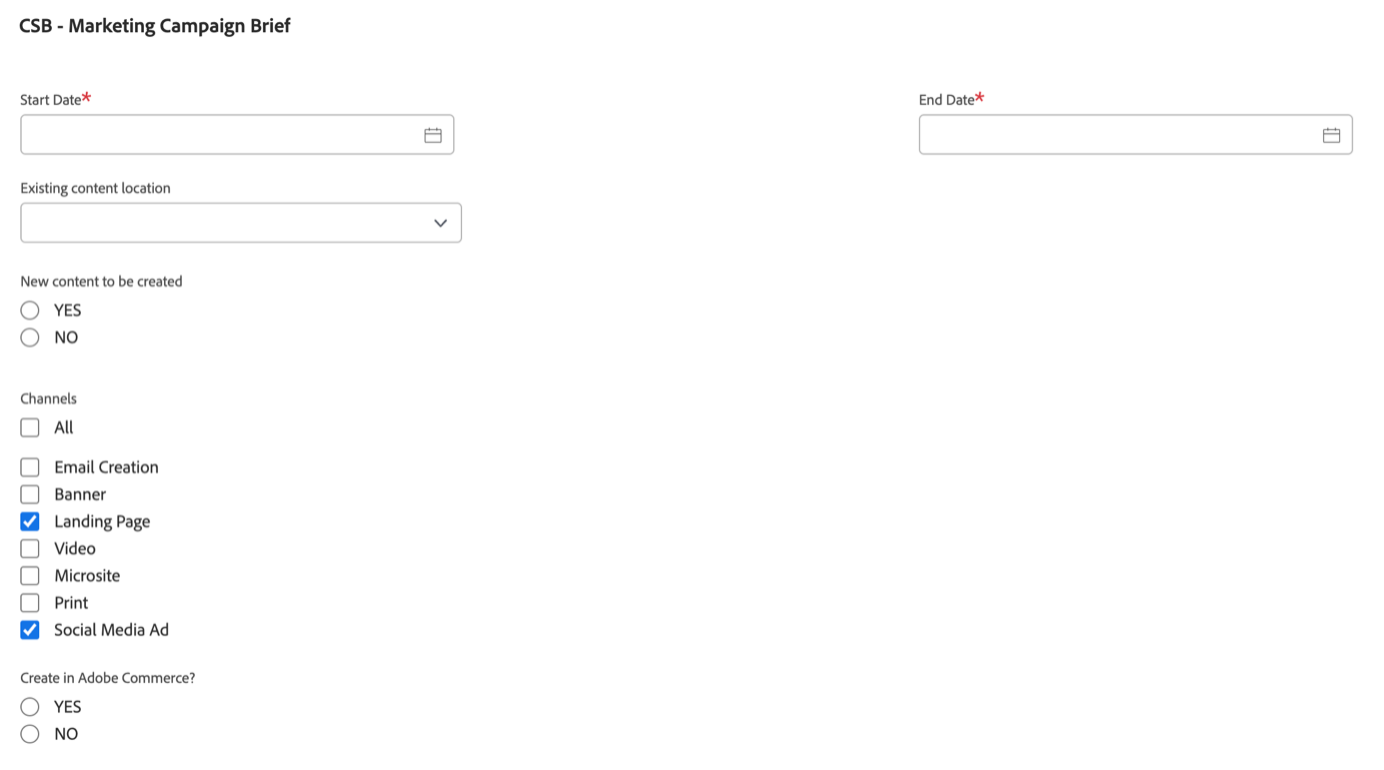 CSB - Marketing Campaign Brief
Start Date* End Date*
Existing content location
New content to be created
YES
NO
Channels
All
Email Creation
Banner
Landing Page
Video
Microsite
Print
Social Media Ad
Create in Adobe Commerce?
YES
NO